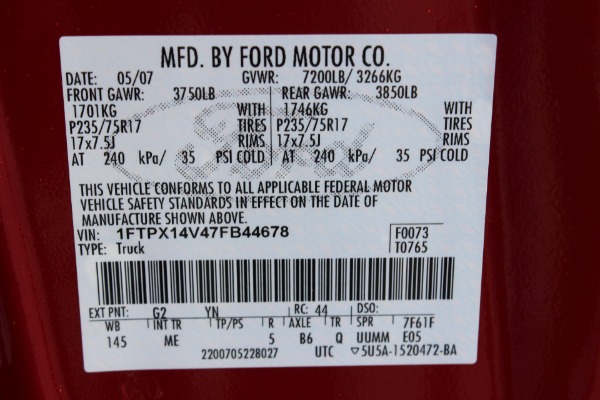 MFD. BY FORD MOTOR CO.
DATE: 05/07 GVWR: 7200LB/ 3266KG
FRONT GAWR: 3750LB REAR GAWR: 3850LB
1701KG WITH 1746KG WITH
P235/75R17 TIRES P235/75R17 TIRES
17x7.5J RIMS 17x7.5J RIMS
AT 240 kPa/ 35 PSI COLD AT 240 kPa/ 35 PSI COLD
THIS VEHICLE CONFORMS TO ALL APPLICABLE FEDERAL MOTOR
VEHICLE SAFETY STANDARDS IN EFFECT ON THE DATE OF
MANUFACTURE SHOWN ABOVE.
VIN: 1FTPX14V47FB44678 F0073
TYPE: Truck T0765
EXT PNT: G2 YN RC: 44 DSO:
WB INT TR TP/PS R AXLE TR SPR 7F61F
145 ME 5 B6 Q UUMM E05
2200705228027 UTC ▽5U5A-1520472-BA
Ford